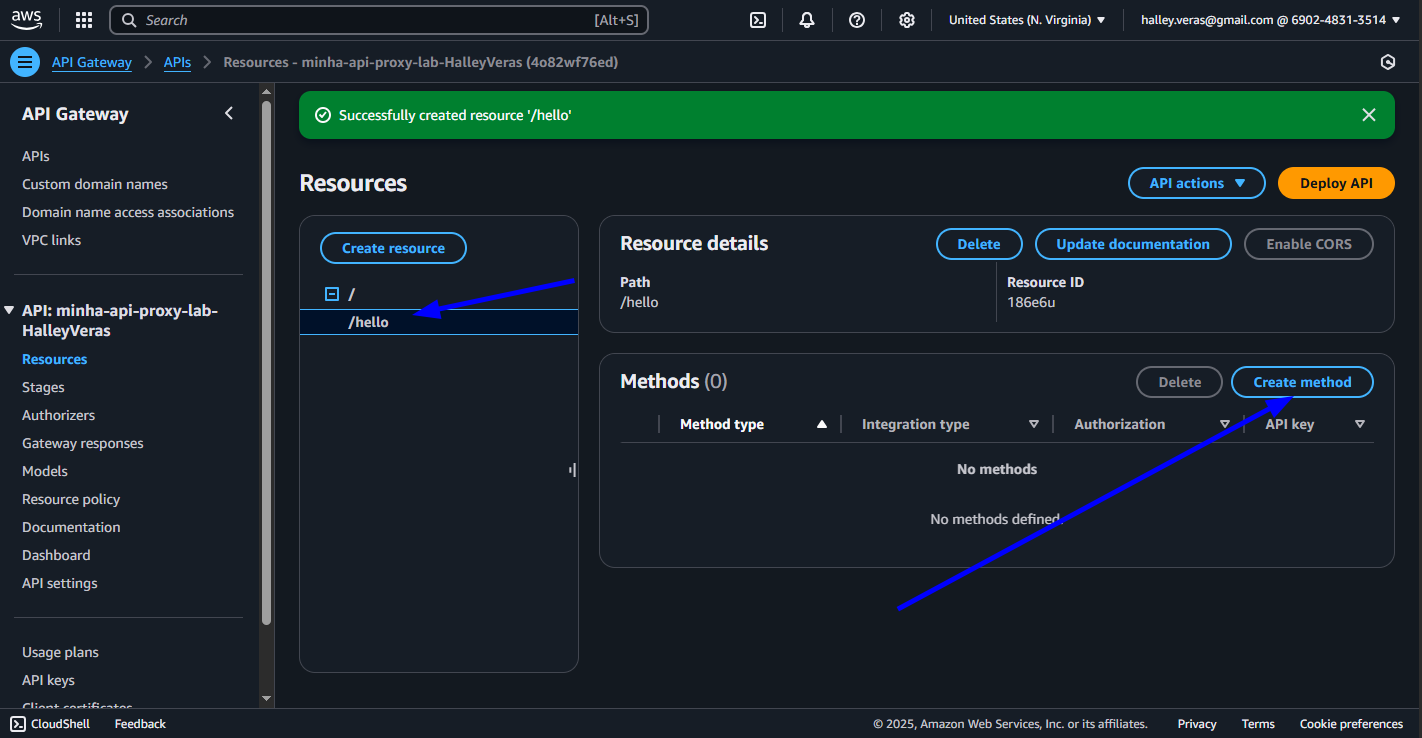 aws
Search [Alt+S]
United States (N. Virginia) ▼
halley.veras@gmail.com @ 6902-4831-3514 ▼
API Gateway > APIs > Resources - minha-api-proxy-lab-HalleyVeras (4o82wf76ed)
API Gateway
APIs
Custom domain names
Domain name access associations
VPC links
API: minha-api-proxy-lab-
HalleyVeras
Resources
Stages
Authorizers
Gateway responses
Models
Resource policy
Documentation
Dashboard
API settings
Usage plans
API keys
Client certificates
Successfully created resource '/hello'
Resources
API actions ▼
Deploy API
Create resource
/
/hello
Resource details
Delete
Update documentation
Enable CORS
Path
/hello
Resource ID
186e6u
Methods (0)
Delete
Create method
Method type
Integration type
Authorization
API key
No methods
No methods defined.
CloudShell
Feedback
© 2025, Amazon Web Services, Inc. or its affiliates.
Privacy
Terms
Cookie preferences